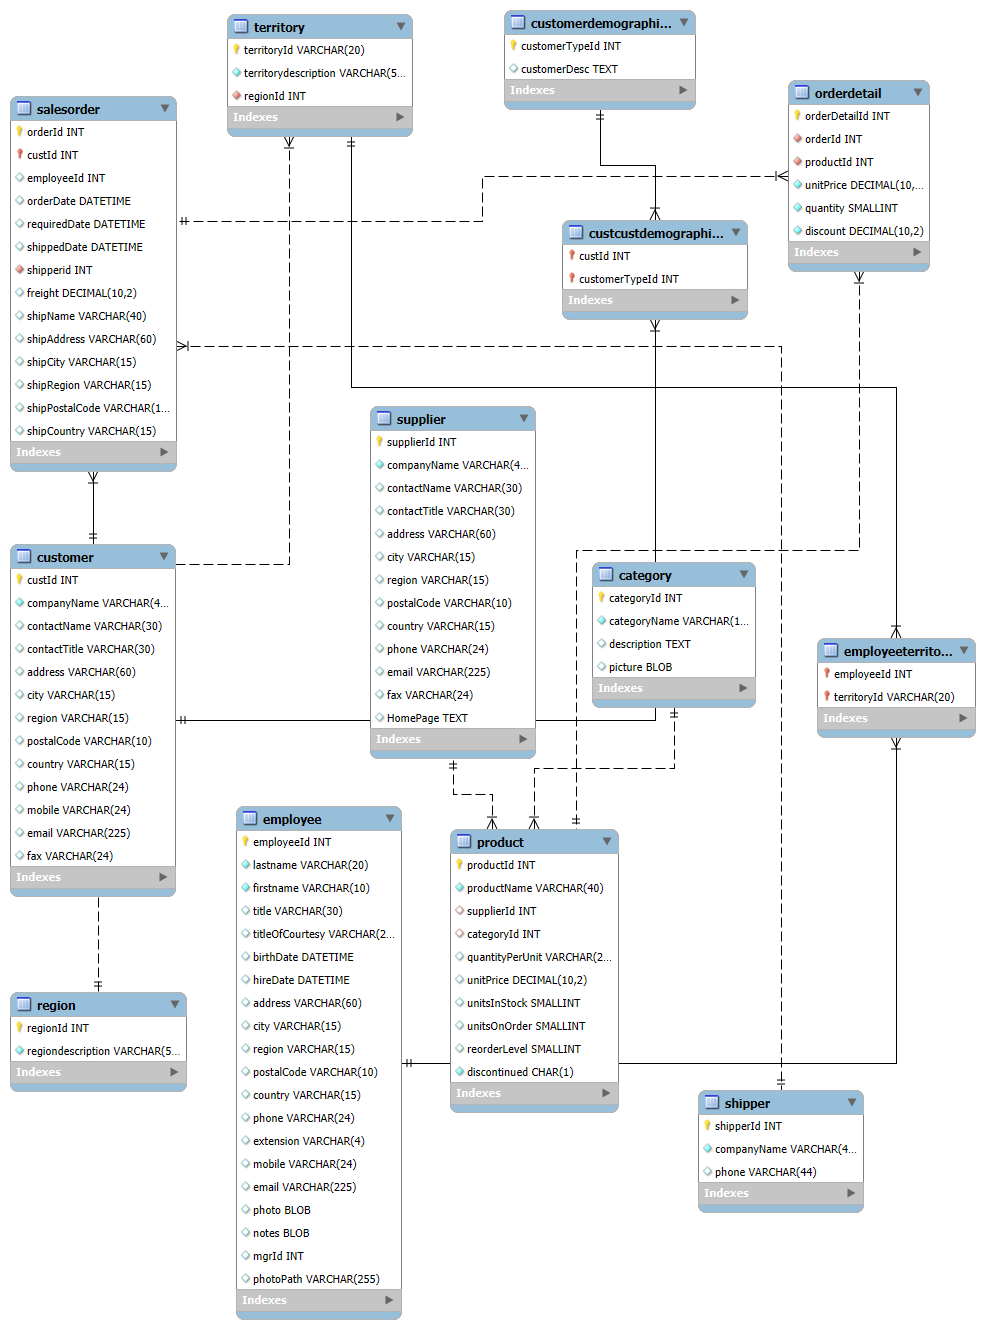 territory
territoryId VARCHAR(20)
territorydescription VARCHAR(5...
regionId INT
Indexes
customerdemographi...
customerTypeId INT
customerDesc TEXT
Indexes
salesorder
orderId INT
custId INT
employeeId INT
orderDate DATETIME
requiredDate DATETIME
shippedDate DATETIME
shipperid INT
freight DECIMAL(10,2)
shipName VARCHAR(40)
shipAddress VARCHAR(60)
shipCity VARCHAR(15)
shipRegion VARCHAR(15)
shipPostalCode VARCHAR(1...
shipCountry VARCHAR(15)
Indexes
orderdetail
orderDetailId INT
orderId INT
productId INT
unitPrice DECIMAL(10,...
quantity SMALLINT
discount DECIMAL(10,2)
Indexes
custcustdemographi...
custId INT
customerTypeId INT
Indexes
supplier
supplierId INT
companyName VARCHAR(4...
contactName VARCHAR(30)
contactTitle VARCHAR(30)
address VARCHAR(60)
city VARCHAR(15)
region VARCHAR(15)
postalCode VARCHAR(10)
country VARCHAR(15)
phone VARCHAR(24)
email VARCHAR(225)
fax VARCHAR(24)
HomePage TEXT
Indexes
customer
custId INT
companyName VARCHAR(4...
contactName VARCHAR(30)
contactTitle VARCHAR(30)
address VARCHAR(60)
city VARCHAR(15)
region VARCHAR(15)
postalCode VARCHAR(10)
country VARCHAR(15)
phone VARCHAR(24)
mobile VARCHAR(24)
email VARCHAR(225)
fax VARCHAR(24)
Indexes
category
categoryId INT
categoryName VARCHAR(1...
description TEXT
picture BLOB
Indexes
employeeterrito...
employeeId INT
territoryId VARCHAR(20)
Indexes
employee
employeeId INT
lastname VARCHAR(20)
firstname VARCHAR(10)
title VARCHAR(30)
titleOfCourtesy VARCHAR(2...
birthDate DATETIME
hireDate DATETIME
address VARCHAR(60)
city VARCHAR(15)
region VARCHAR(15)
postalCode VARCHAR(10)
country VARCHAR(15)
phone VARCHAR(24)
extension VARCHAR(4)
mobile VARCHAR(24)
email VARCHAR(225)
photo BLOB
notes BLOB
mgrId INT
photoPath VARCHAR(255)
Indexes
product
productId INT
productName VARCHAR(40)
supplierId INT
categoryId INT
quantityPerUnit VARCHAR(2...
unitPrice DECIMAL(10,2)
unitsInStock SMALLINT
unitsOnOrder SMALLINT
reorderLevel SMALLINT
discontinued CHAR(1)
Indexes
region
regionId INT
regiondescription VARCHAR(5...
Indexes
shipper
shipperId INT
companyName VARCHAR(4...
phone VARCHAR(44)
Indexes